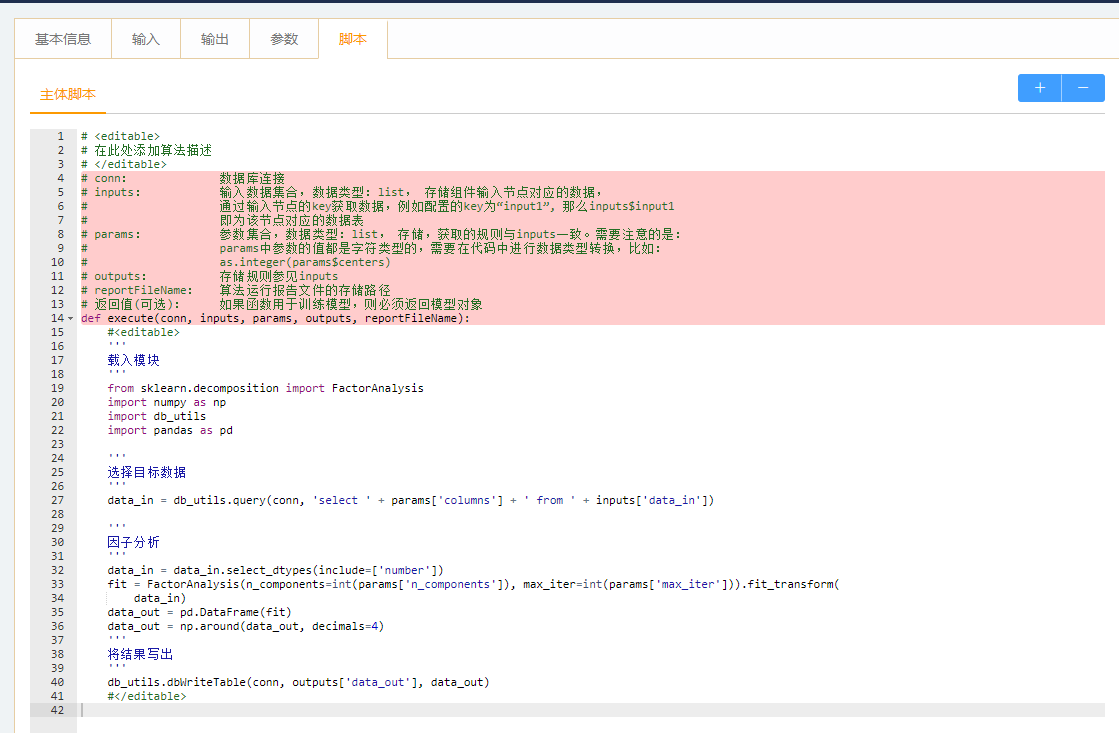 基本信息 输入 输出 参数 脚本
主体脚本 + −
1 # <editable>
2 # 在此处添加算法描述
3 # </editable>
4 # conn: 数据库连接
5 # inputs: 输入数据集合，数据类型：list， 存储组件输入节点对应的数据，
6 # 通过输入节点的key获取数据，例如配置的key为“input1”, 那么inputs$input1
7 # 即为该节点对应的数据表
8 # params: 参数集合，数据类型：list， 存储，获取的规则与inputs一致。需要注意的是：
9 # params中参数的值都是字符类型的，需要在代码中进行数据类型转换，比如：
10 # as.integer(params$centers)
11 # outputs: 存储规则参见inputs
12 # reportFileName: 算法运行报告文件的存储路径
13 # 返回值(可选): 如果函数用于训练模型，则必须返回模型对象
14 def execute(conn, inputs, params, outputs, reportFileName):
15 #<editable>
16 '''
17 载入模块
18 '''
19 from sklearn.decomposition import FactorAnalysis
20 import numpy as np
21 import db_utils
22 import pandas as pd
23
24 '''
25 选择目标数据
26 '''
27 data_in = db_utils.query(conn, 'select ' + params['columns'] + ' from ' + inputs['data_in'])
28
29 '''
30 因子分析
31 '''
32 data_in = data_in.select_dtypes(include=['number'])
33 fit = FactorAnalysis(n_components=int(params['n_components']), max_iter=int(params['max_iter'])).fit_transform(
34 data_in)
35 data_out = pd.DataFrame(fit)
36 data_out = np.around(data_out, decimals=4)
37 '''
38 将结果写出
39 '''
40 db_utils.dbWriteTable(conn, outputs['data_out'], data_out)
41 #</editable>
42